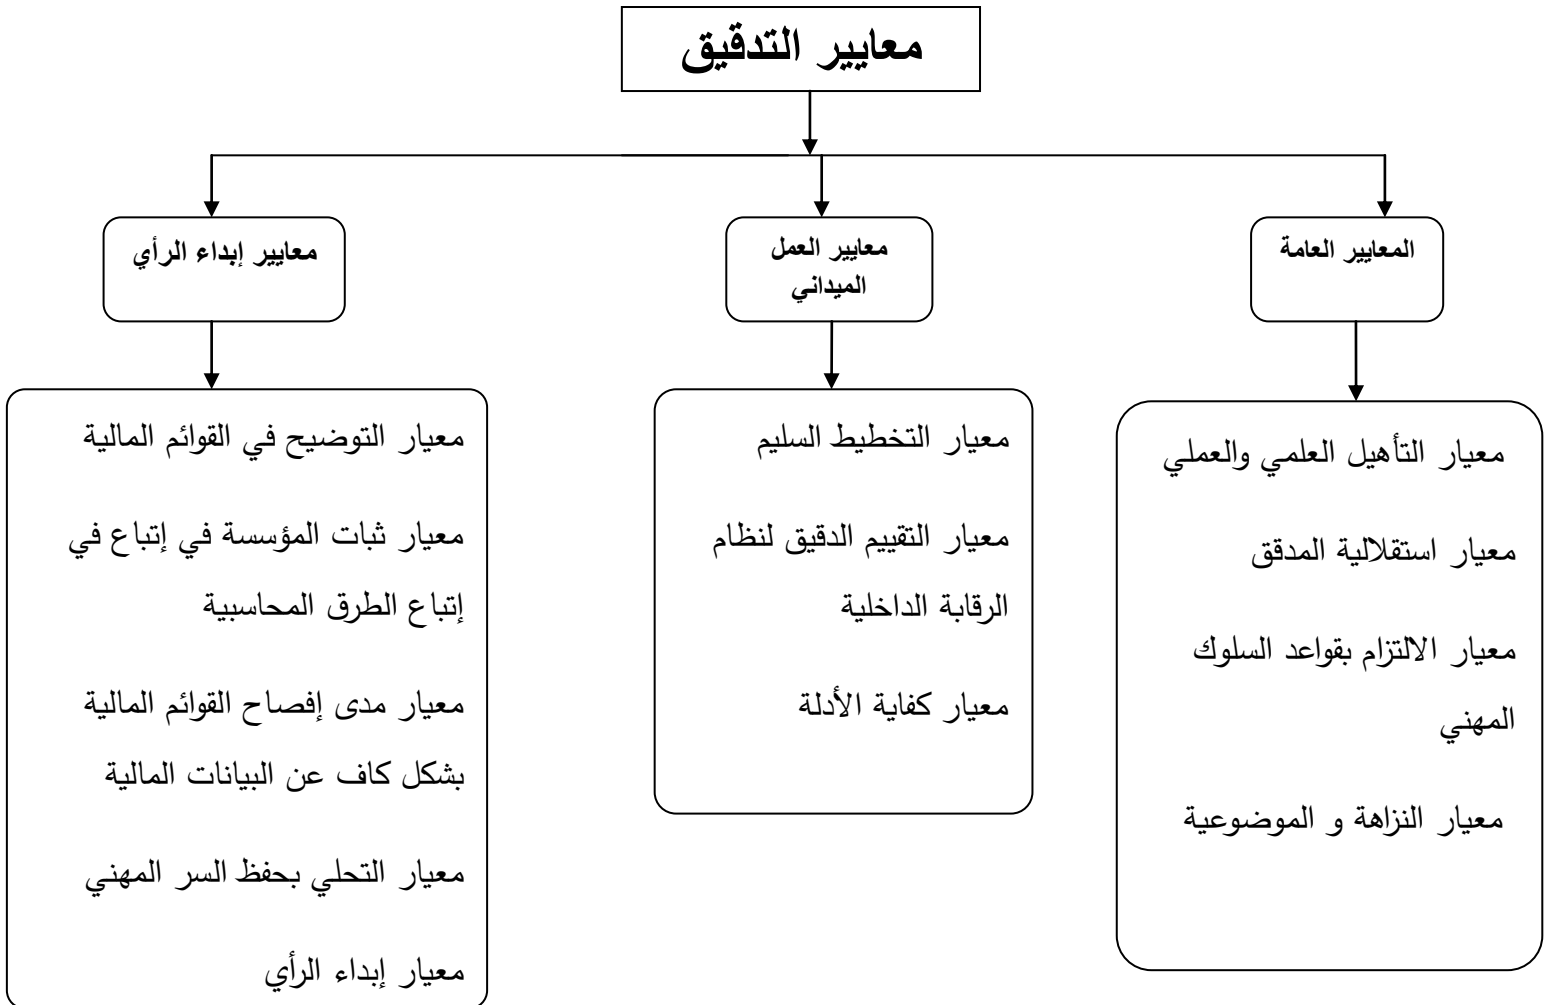 معايير التدقيق
المعايير العامة
معايير العمل
الميداني
معايير إبداء الرأي
معيار التأهيل العلمي والعملي
معيار استقلالية المدقق
معيار الالتزام بقواعد السلوك
المهني
معيار النزاهة و الموضوعية
معيار التخطيط السليم
معيار التقييم الدقيق لنظام
الرقابة الداخلية
معيار كفاية الأدلة
معيار التوضيح في القوائم المالية
معيار ثبات المؤسسة في إتباع في
إتباع الطرق المحاسبية
معيار مدى إفصاح القوائم المالية
بشكل كاف عن البيانات المالية
معيار التحلي بحفظ السر المهني
معيار إبداء الرأي